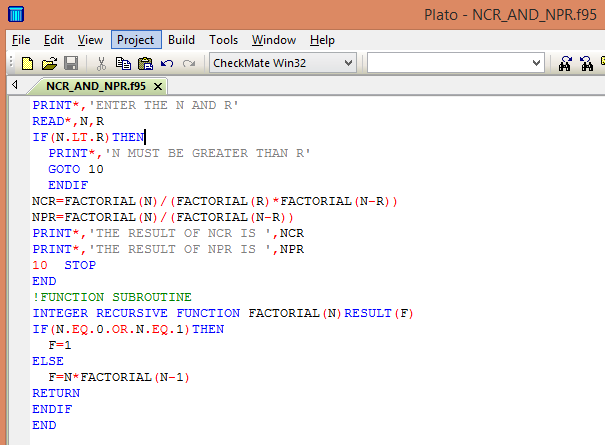 Plato - NCR_AND_NPR.f95
File Edit View Project Build Tools Window Help
CheckMate Win32
NCR_AND_NPR.f95
PRINT*,'ENTER THE N AND R'
READ*,N,R
IF(N.LT.R)THEN
  PRINT*,'N MUST BE GREATER THAN R'
  GOTO 10
  ENDIF
NCR=FACTORIAL(N)/(FACTORIAL(R)*FACTORIAL(N-R))
NPR=FACTORIAL(N)/(FACTORIAL(N-R))
PRINT*,'THE RESULT OF NCR IS ',NCR
PRINT*,'THE RESULT OF NPR IS ',NPR
10  STOP
END
!FUNCTION SUBROUTINE
INTEGER RECURSIVE FUNCTION FACTORIAL(N)RESULT(F)
IF(N.EQ.0.OR.N.EQ.1)THEN
  F=1
ELSE
  F=N*FACTORIAL(N-1)
RETURN
ENDIF
END